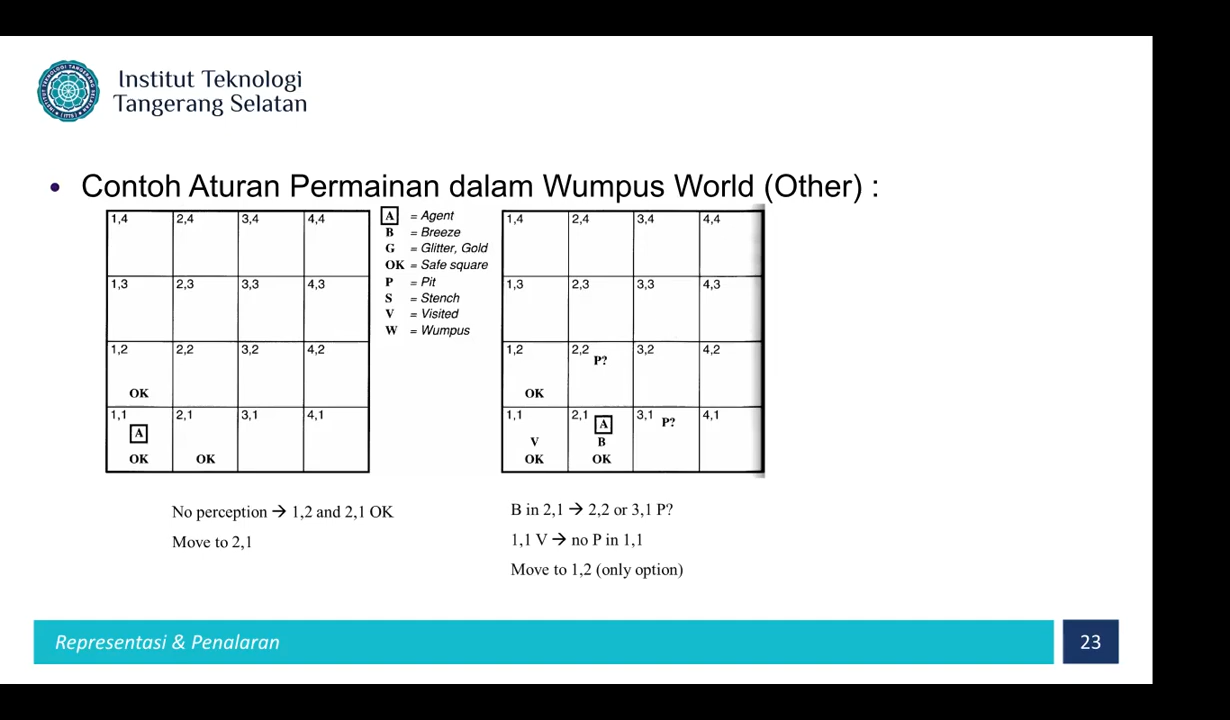 Institut Teknologi
Tangerang Selatan
• Contoh Aturan Permainan dalam Wumpus World (Other) :
1,4 2,4 3,4 4,4
1,3 2,3 3,3 4,3
1,2 2,2 3,2 4,2
OK
1,1 2,1 3,1 4,1
A
OK OK
A = Agent
B = Breeze
G = Glitter, Gold
OK = Safe square
P = Pit
S = Stench
V = Visited
W = Wumpus
1,4 2,4 3,4 4,4
1,3 2,3 3,3 4,3
1,2 2,2 3,2 4,2
P?
OK
1,1 2,1 3,1 4,1
A P?
V B
OK OK
No perception → 1,2 and 2,1 OK
Move to 2,1
B in 2,1 → 2,2 or 3,1 P?
1,1 V → no P in 1,1
Move to 1,2 (only option)
Representasi & Penalaran
23